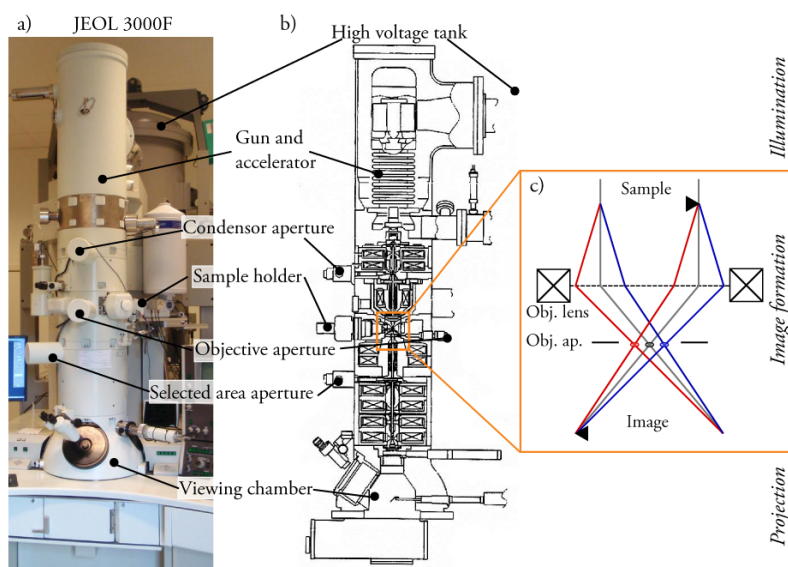 a)
JEOL 3000F
b)
High voltage tank
Gun and
accelerator
Condensor aperture
Sample holder
Objective aperture
Selected area aperture
Viewing chamber
c)
Sample
Obj. lens
Obj. ap.
Image
Illumination
Image formation
Projection